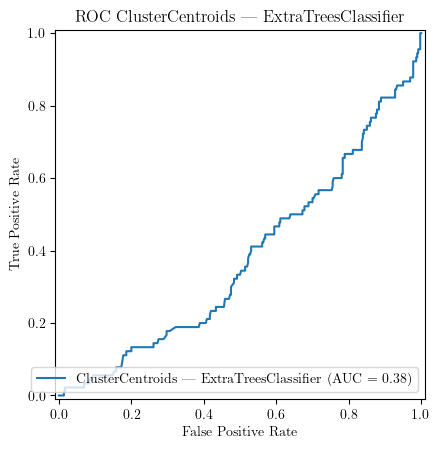 ROC ClusterCentroids — ExtraTreesClassifier
1.0
0.8
0.6
0.4
0.2
0.0
True Positive Rate
ClusterCentroids — ExtraTreesClassifier (AUC = 0.38)
0.0 0.2 0.4 0.6 0.8 1.0
False Positive Rate